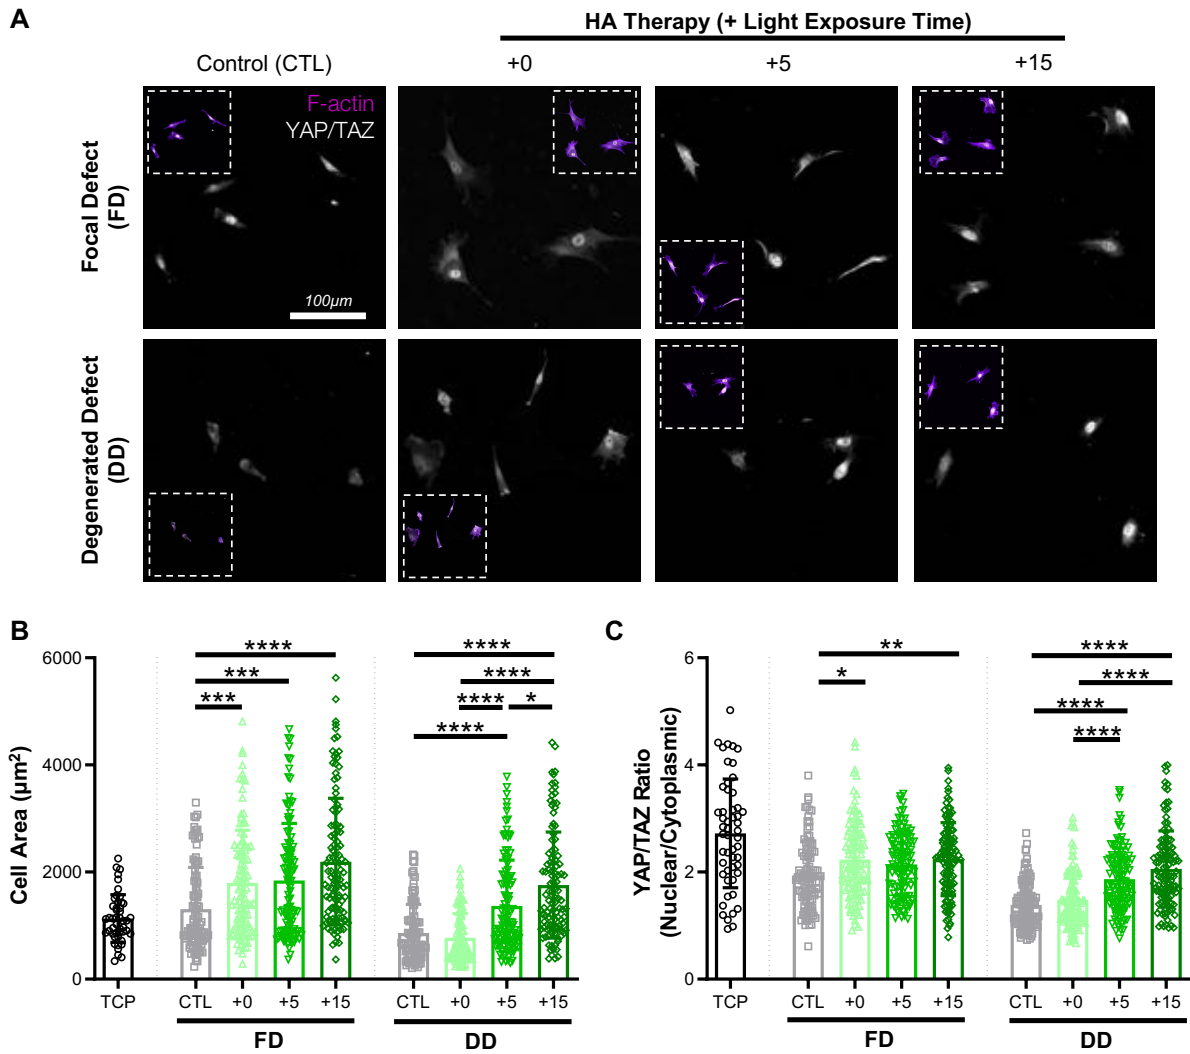 A
HA Therapy (+ Light Exposure Time)
Control (CTL)
+0
+5
+15
F-actin
YAP/TAZ
100µm
Focal Defect
(FD)
Degenerated Defect
(DD)
B
Cell Area (µm²)
6000
4000
2000
0
****
***
***
****
****
****
*
****
TCP
CTL
+0
+5
+15
CTL
+0
+5
+15
FD
DD
C
YAP/TAZ Ratio
(Nuclear/Cytoplasmic)
6
4
2
0
**
*
****
****
****
****
TCP
CTL
+0
+5
+15
CTL
+0
+5
+15
FD
DD